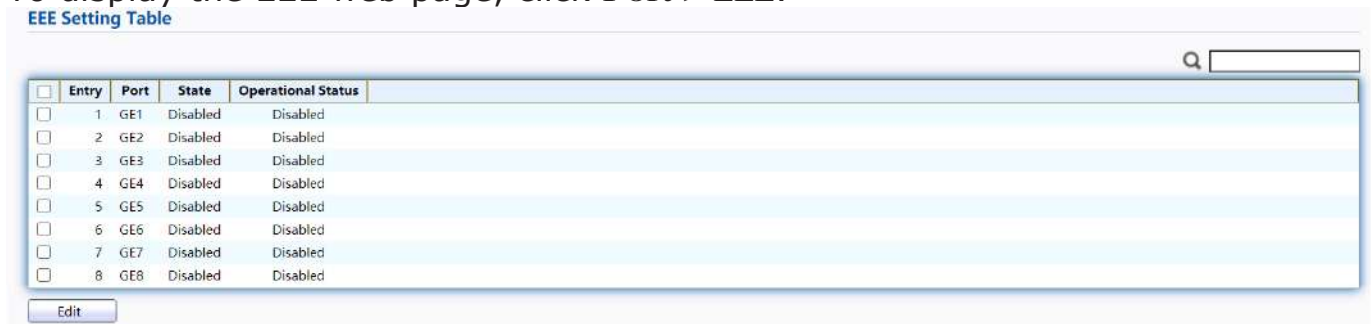 EEE Setting Table
Entry Port State Operational Status
1 GE1 Disabled Disabled
2 GE2 Disabled Disabled
3 GE3 Disabled Disabled
4 GE4 Disabled Disabled
5 GE5 Disabled Disabled
6 GE6 Disabled Disabled
7 GE7 Disabled Disabled
8 GE8 Disabled Disabled
Edit